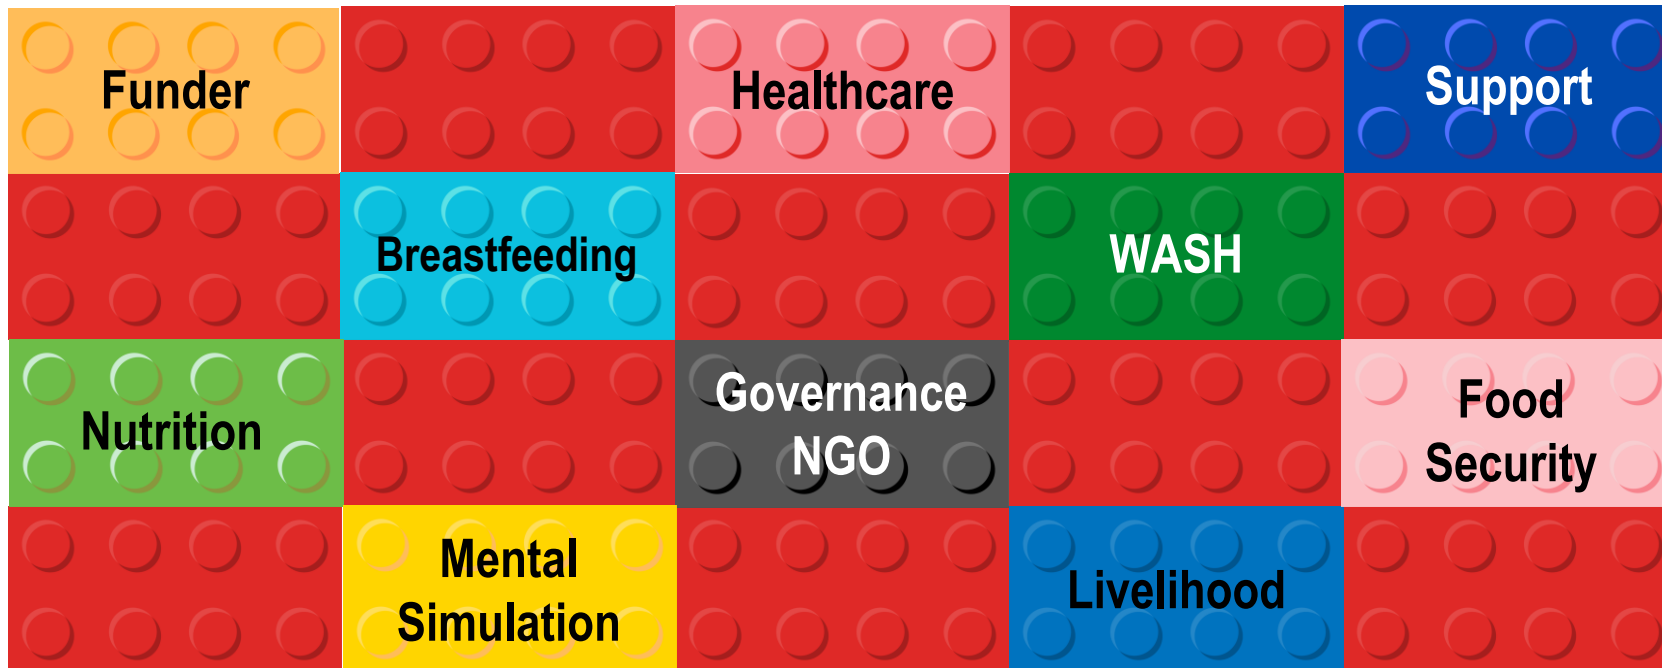 Funder
Healthcare
Support
Breastfeeding
WASH
Nutrition
Governance
NGO
Food
Security
Mental
Simulation
Livelihood